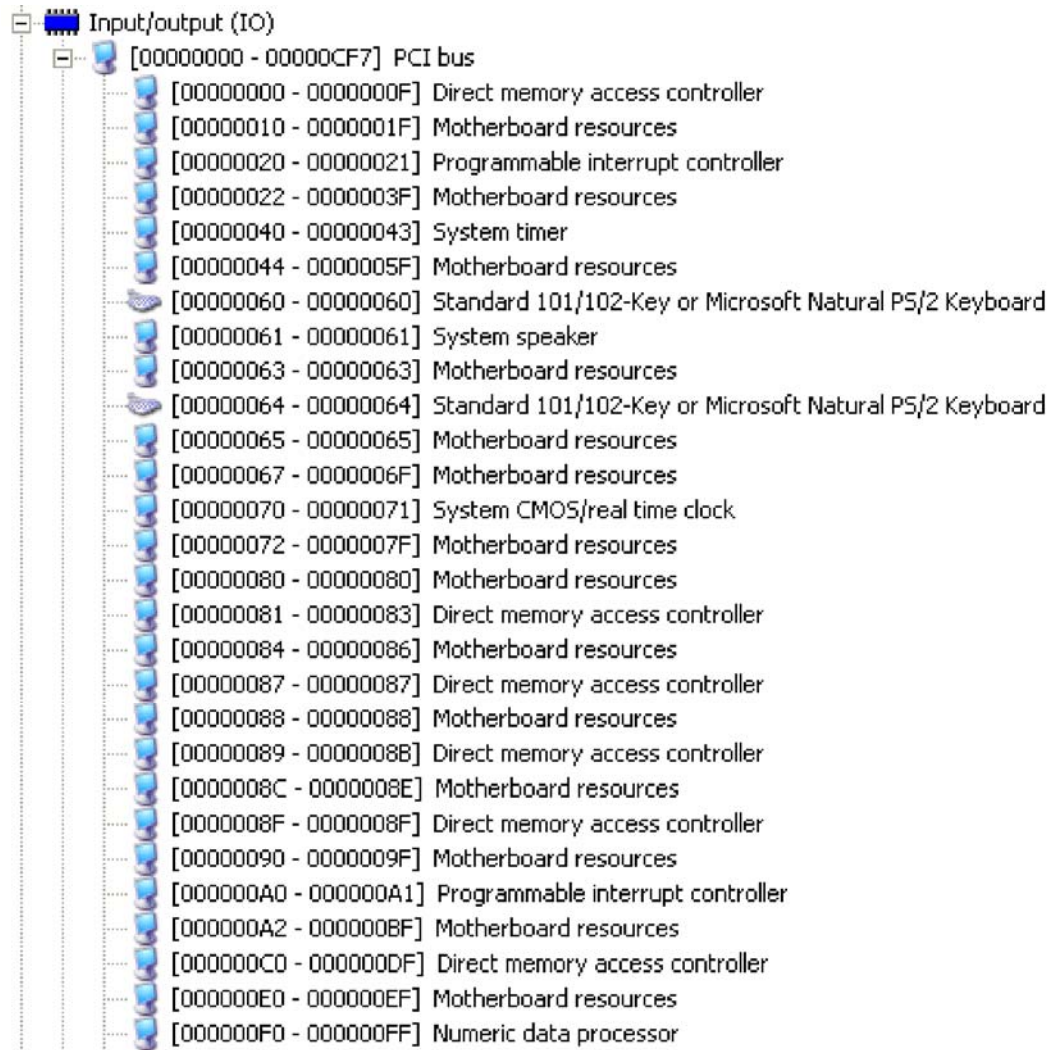 Input/output (IO)
[00000000 - 00000CF7] PCI bus
[00000000 - 0000000F] Direct memory access controller
[00000010 - 0000001F] Motherboard resources
[00000020 - 00000021] Programmable interrupt controller
[00000022 - 0000003F] Motherboard resources
[00000040 - 00000043] System timer
[00000044 - 0000005F] Motherboard resources
[00000060 - 00000060] Standard 101/102-Key or Microsoft Natural PS/2 Keyboard
[00000061 - 00000061] System speaker
[00000063 - 00000063] Motherboard resources
[00000064 - 00000064] Standard 101/102-Key or Microsoft Natural PS/2 Keyboard
[00000065 - 00000065] Motherboard resources
[00000067 - 0000006F] Motherboard resources
[00000070 - 00000071] System CMOS/real time clock
[00000072 - 0000007F] Motherboard resources
[00000080 - 00000080] Motherboard resources
[00000081 - 00000083] Direct memory access controller
[00000084 - 00000086] Motherboard resources
[00000087 - 00000087] Direct memory access controller
[00000088 - 00000088] Motherboard resources
[00000089 - 0000008B] Direct memory access controller
[0000008C - 0000008E] Motherboard resources
[0000008F - 0000008F] Direct memory access controller
[00000090 - 0000009F] Motherboard resources
[000000A0 - 000000A1] Programmable interrupt controller
[000000A2 - 000000BF] Motherboard resources
[000000C0 - 000000DF] Direct memory access controller
[000000E0 - 000000EF] Motherboard resources
[000000F0 - 000000FF] Numeric data processor